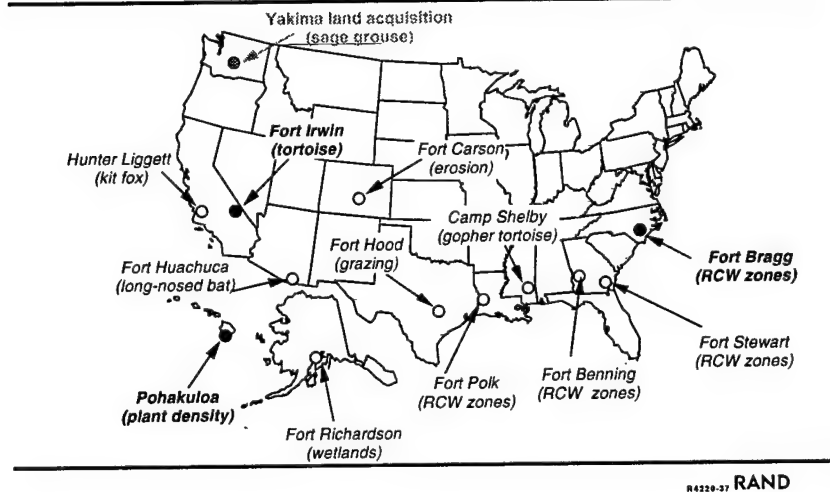 Yakima land acquisition
(sage grouse)
Fort Irwin
(tortoise)
Fort Carson
(erosion)
Hunter Liggett
(kit fox)
Camp Shelby
(gopher tortoise)
Fort Hood
(grazing)
Fort Bragg
(RCW zones)
Fort Huachuca
(long-nosed bat)
Fort Stewart
(RCW zones)
Fort Polk
(RCW zones)
Fort Benning
(RCW zones)
Pohakuloa
(plant density)
Fort Richardson
(wetlands)
R4220-37 RAND